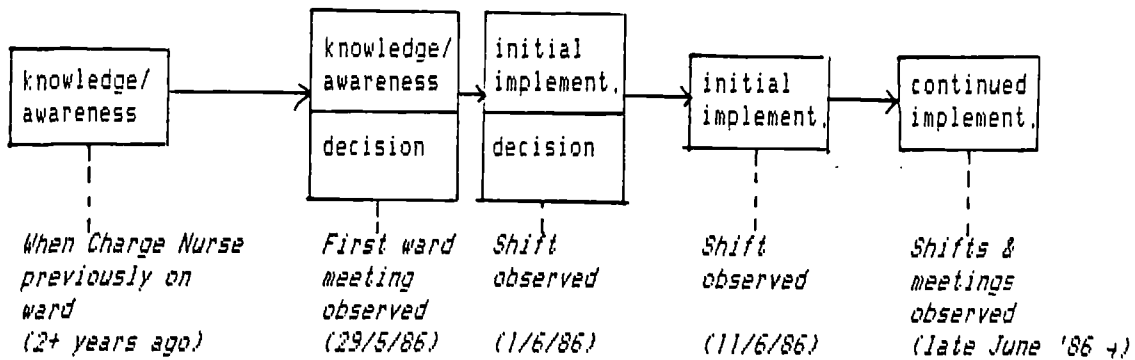 knowledge/
awareness
knowledge/
awareness
decision
initial
implement.
decision
initial
implement.
continued
implement.
When Charge Nurse
previously on
ward
(2+ years ago)
First ward
meeting
observed
(29/5/86)
Shift
observed
(1/6/86)
Shift
observed
(11/6/86)
Shifts &
meetings
observed
(late June '86 →)